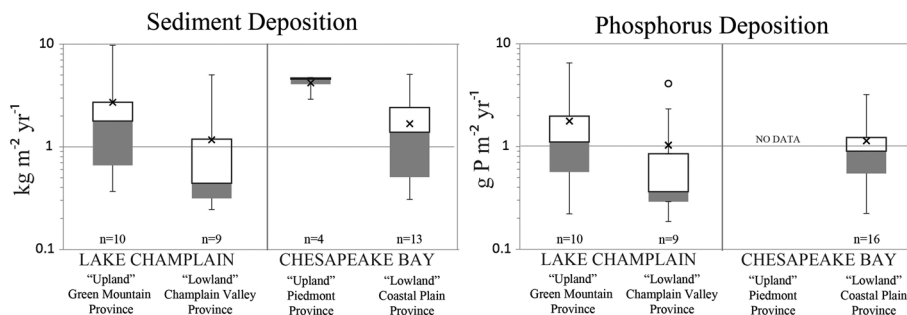 Sediment Deposition
kg m⁻² yr⁻¹
10
1
0.1
n=10
n=9
n=4
n=13
LAKE CHAMPLAIN
CHESAPEAKE BAY
“Upland”
Green Mountain
Province
“Lowland”
Champlain Valley
Province
“Upland”
Piedmont
Province
“Lowland”
Coastal Plain
Province
Phosphorus Deposition
g P m⁻² yr⁻¹
10
1
0.1
NO DATA
n=10
n=9
n=16
LAKE CHAMPLAIN
CHESAPEAKE BAY
“Upland”
Green Mountain
Province
“Lowland”
Champlain Valley
Province
“Upland”
Piedmont
Province
“Lowland”
Coastal Plain
Province